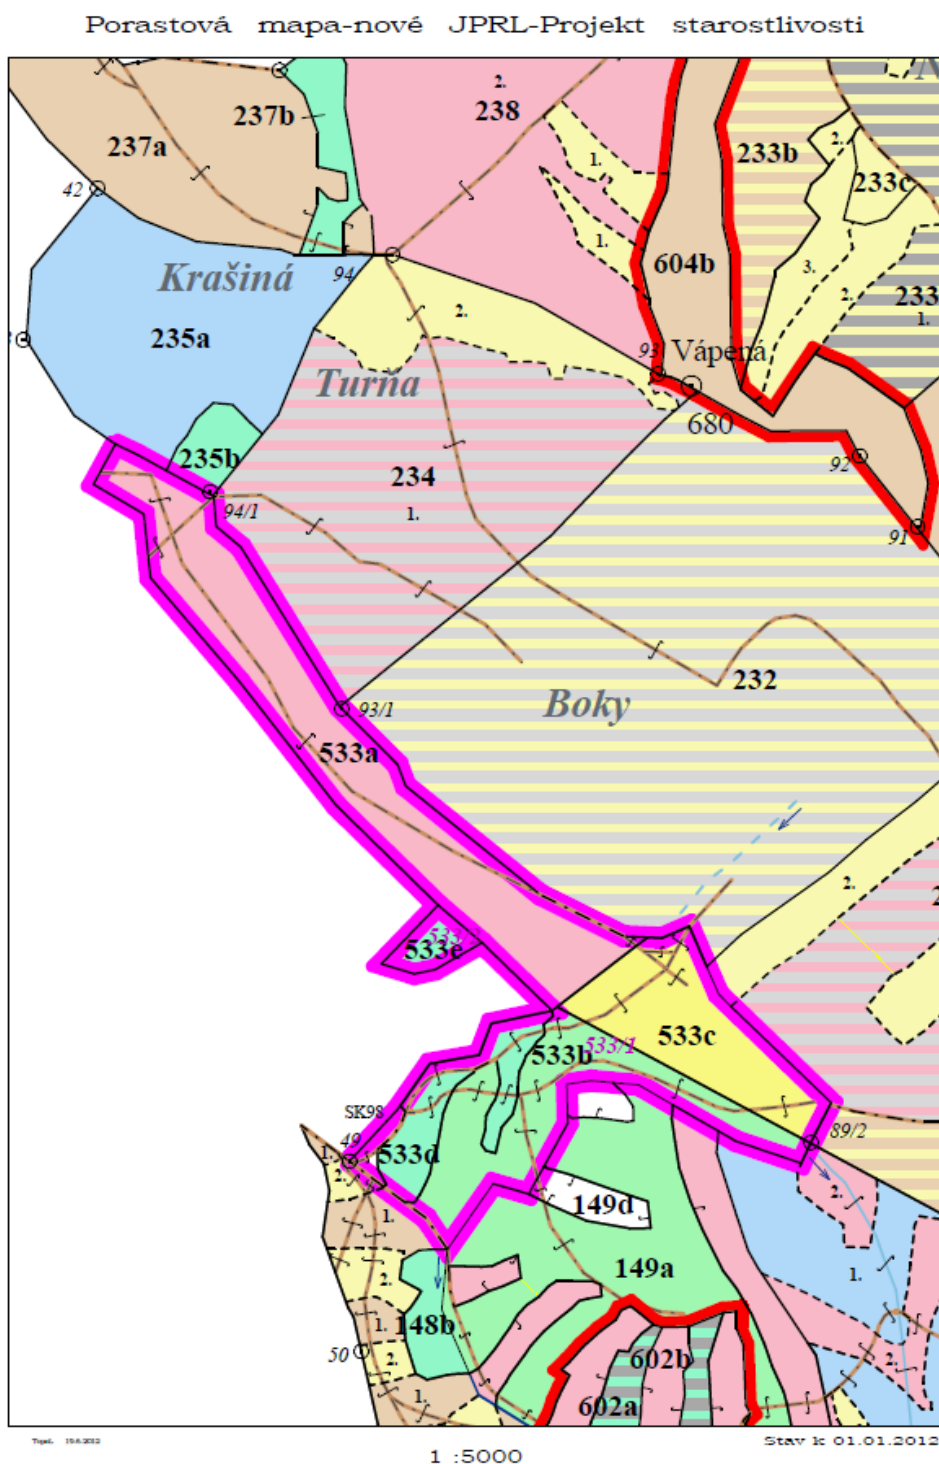 Porastová mapa-nové JPRL-Projekt starostlivosti
237b
2.
238
237a
233b
2.
1.
233c
42
1.
604b
Krašiná
94
3.
2.
233
235a
2.
1.
93
Vápená
Turňa
680
235b
234
92
94/1
1.
91
232
93/1
Boky
533a
2.
533e
533/2
533c
533b
533/1
SK98
49
533d
89/2
1.
2.
2.
149d
1.
149a
1.
2.
1.
148b
50
2.
602b
2.
1.
602a
Stav k 01.01.2012
1 :5000